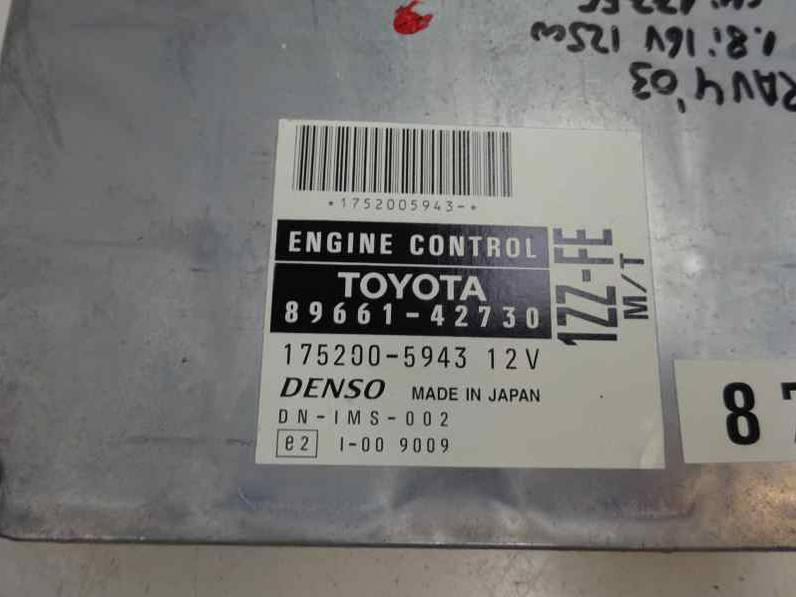 RAV4 '03
1.8i 16V 125cv
*1752005943-*
ENGINE CONTROL
TOYOTA
89661-42730
1ZZ-FE
M/T
175200-5943 12V
DENSO MADE IN JAPAN
DN-IMS-002
e2 I-00 9009
87